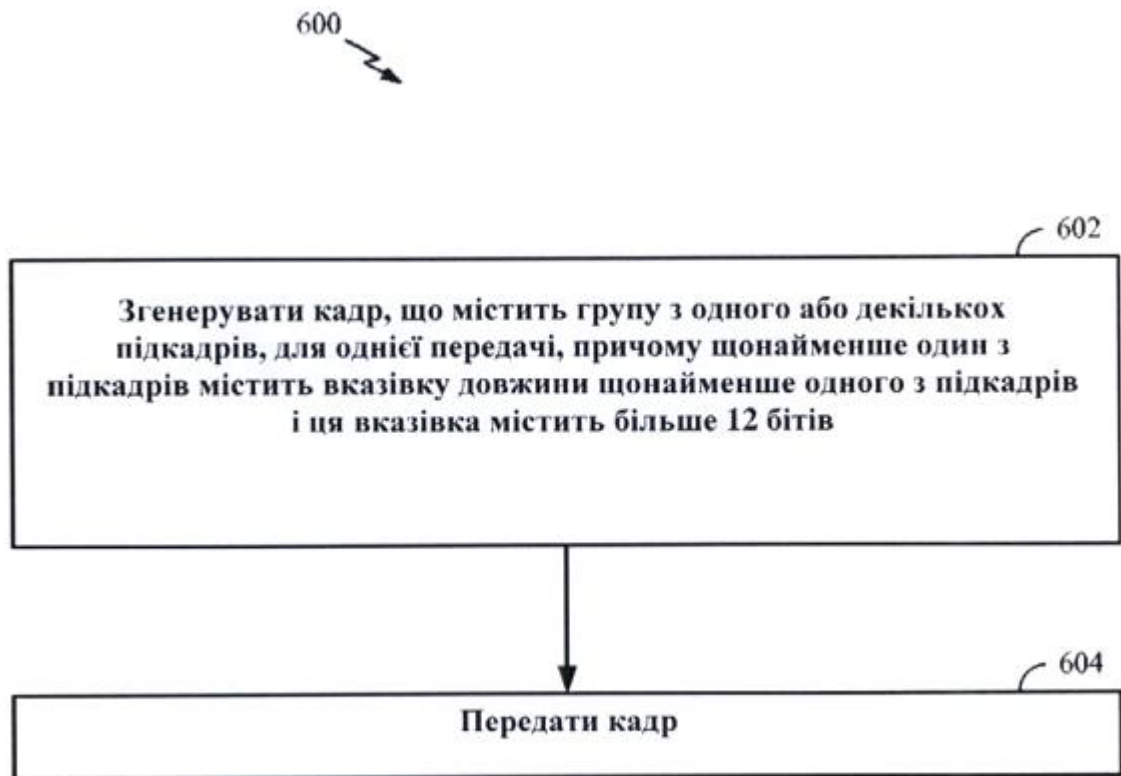 600
602
Згенерувати кадр, що містить групу з одного або декількох
підкадрів, для однієї передачі, причому щонайменше один з
підкадрів містить вказівку довжини щонайменше одного з підкадрів
і ця вказівка містить більше 12 бітів
604
Передати кадр